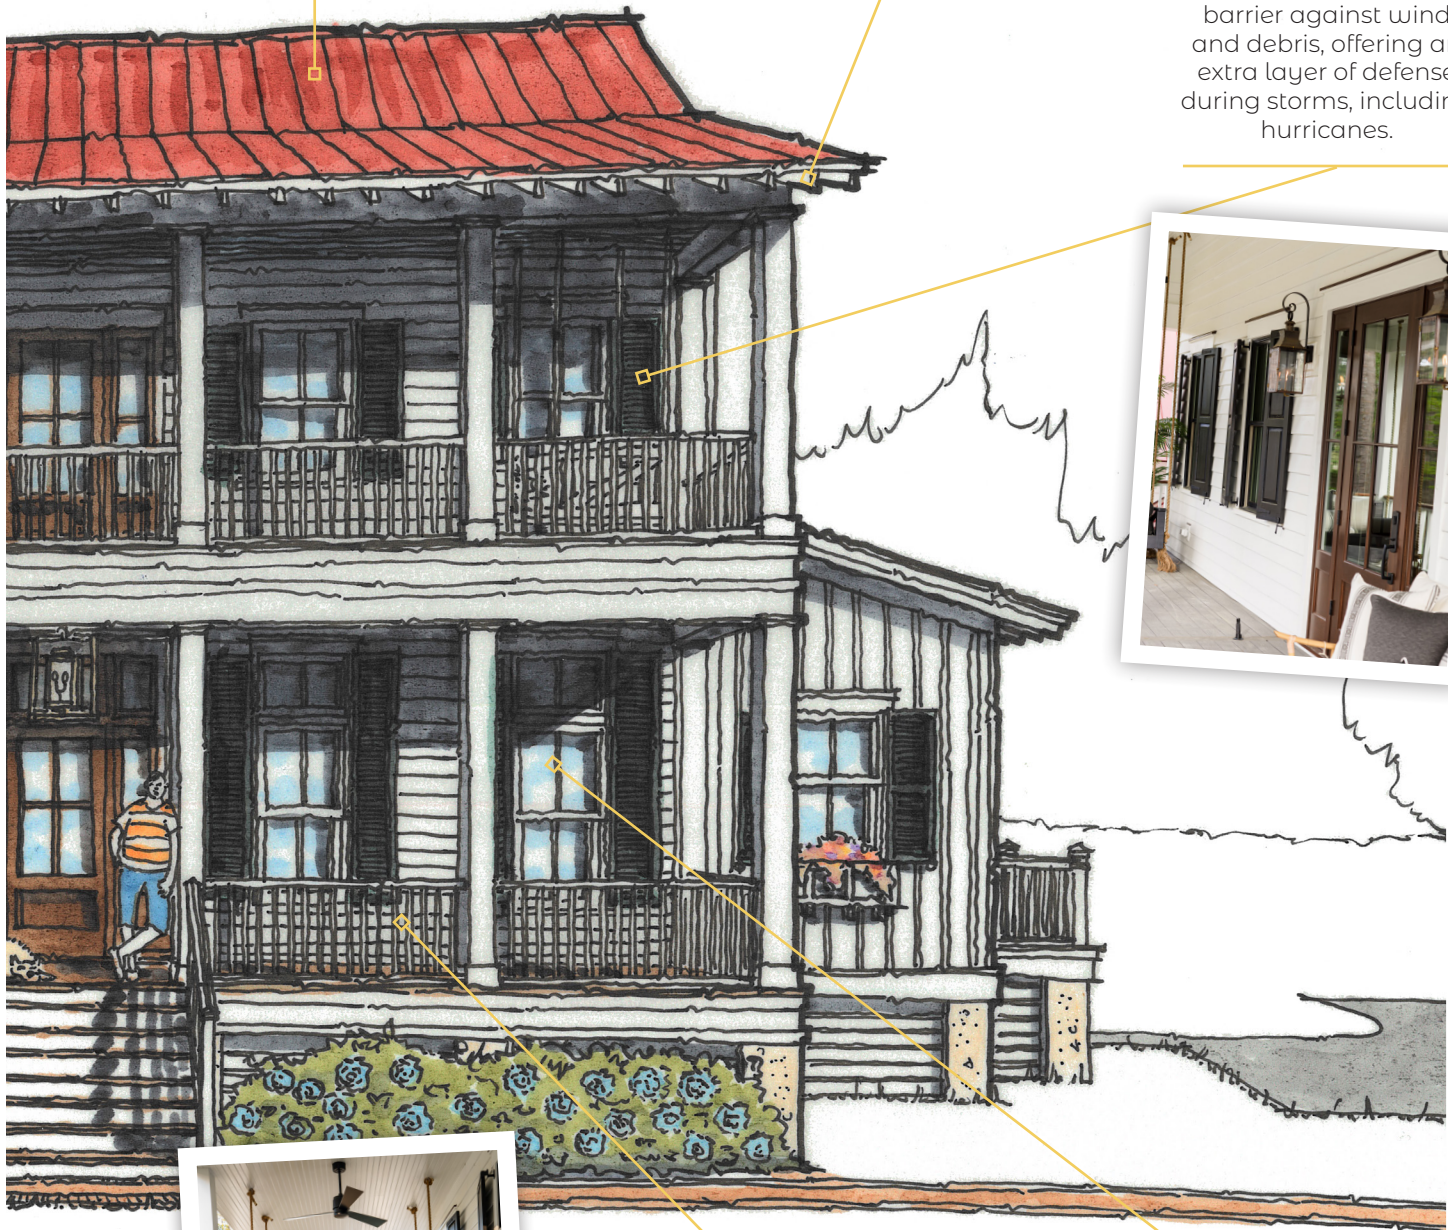 barrier against wind
and debris, offering a
extra layer of defense
during storms, includin
hurricanes.